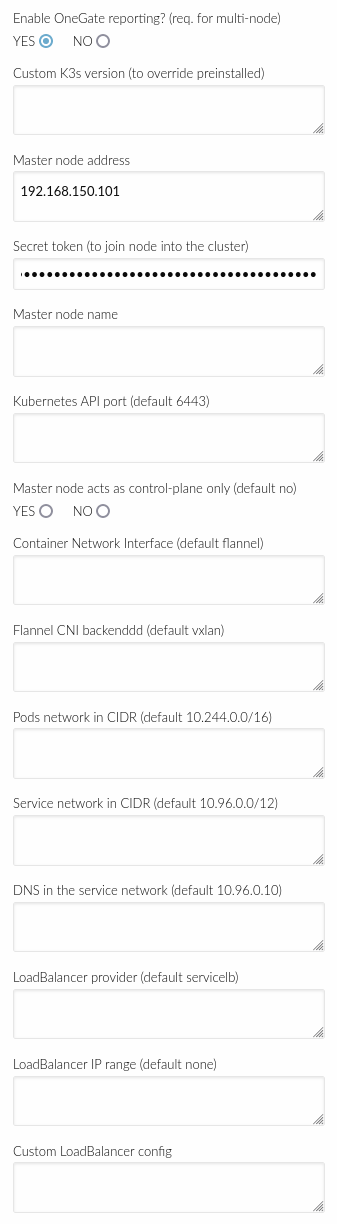 Enable OneGate reporting? (req. for multi-node)
YES NO
Custom K3s version (to override preinstalled)
Master node address
192.168.150.101
Secret token (to join node into the cluster)
Master node name
Kubernetes API port (default 6443)
Master node acts as control-plane only (default no)
YES NO
Container Network Interface (default flannel)
Flannel CNI backenddd (default vxlan)
Pods network in CIDR (default 10.244.0.0/16)
Service network in CIDR (default 10.96.0.0/12)
DNS in the service network (default 10.96.0.10)
LoadBalancer provider (default servicelb)
LoadBalancer IP range (default none)
Custom LoadBalancer config